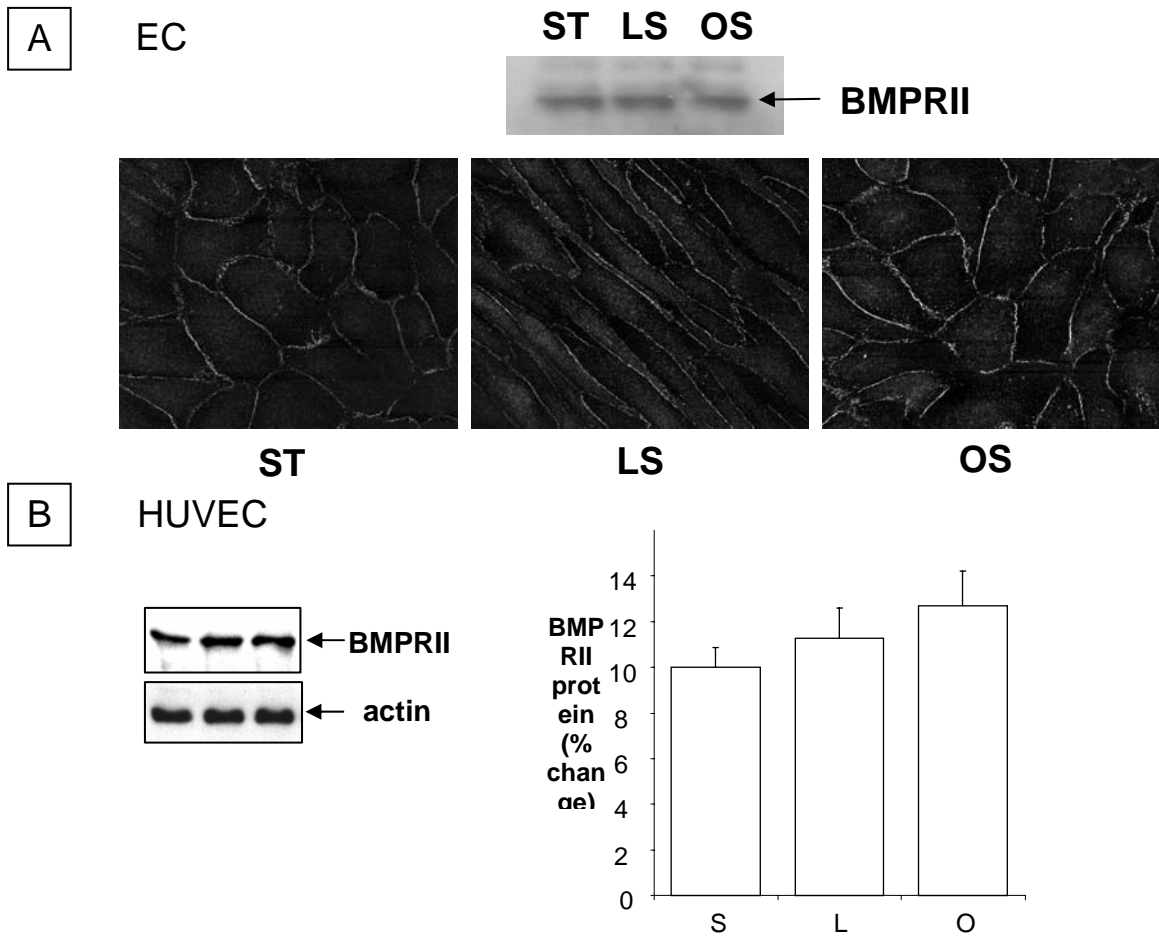 A
EC
ST LS OS
BMPRII
ST LS OS
B
HUVEC
BMPRII
actin
BMP
RII
prot
ein
(%
chan
ge)
14
12
10
8
6
4
2
0
S L O